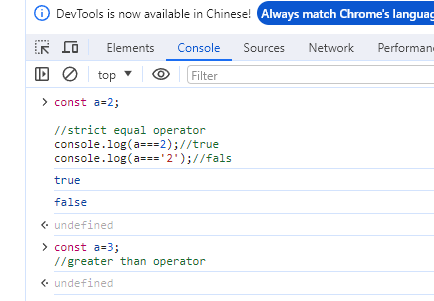 DevTools is now available in Chinese! Always match Chrome's languag
Elements Console Sources Network Performan
top Filter
const a=2;
//strict equal operator
console.log(a===2);//true
console.log(a==='2');//fals
true
false
undefined
const a=3;
//greater than operator
undefined